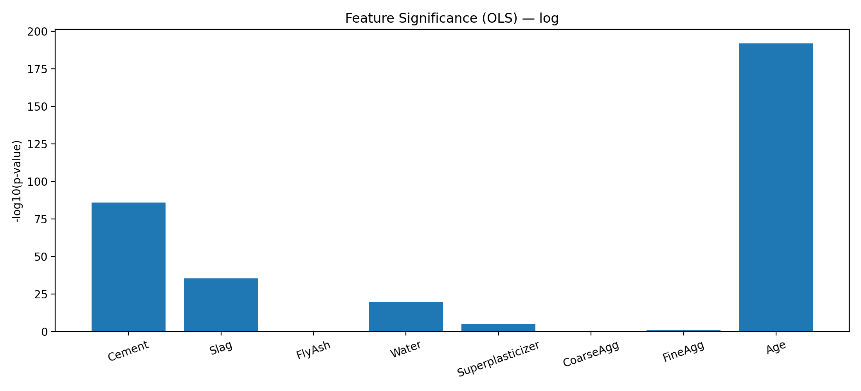 Feature Significance (OLS) — log
-log10(p-value)
200
175
150
125
100
75
50
25
0
Cement
Slag
FlyAsh
Water
Superplasticizer
CoarseAgg
FineAgg
Age